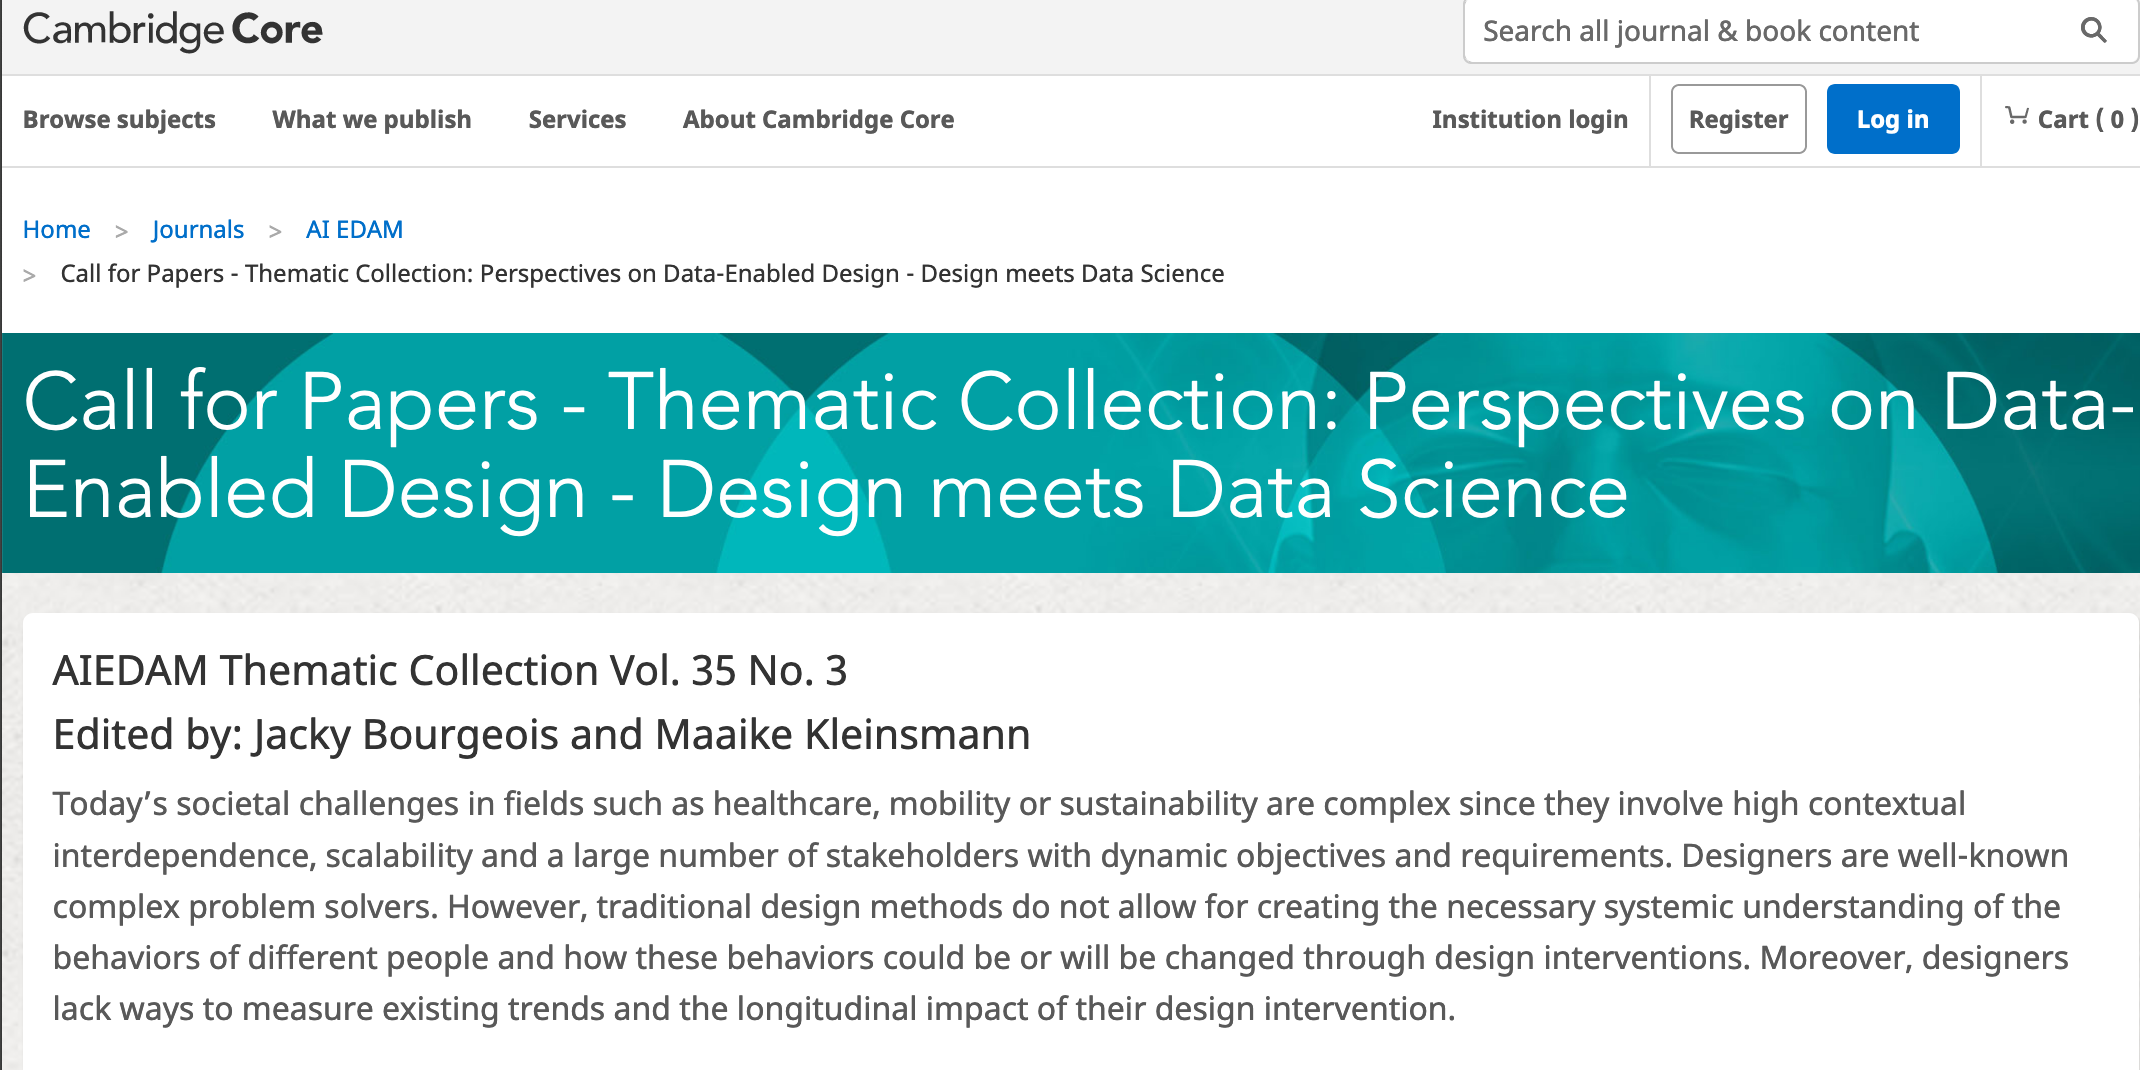 Cambridge Core
Search all journal & book content
Browse subjects What we publish Services About Cambridge Core Institution login Register Log in Cart ( 0 )
Home > Journals > AI EDAM
> Call for Papers - Thematic Collection: Perspectives on Data-Enabled Design - Design meets Data Science
Call for Papers - Thematic Collection: Perspectives on Data-
Enabled Design - Design meets Data Science
AIEDAM Thematic Collection Vol. 35 No. 3
Edited by: Jacky Bourgeois and Maaike Kleinsmann
Today’s societal challenges in fields such as healthcare, mobility or sustainability are complex since they involve high contextual
interdependence, scalability and a large number of stakeholders with dynamic objectives and requirements. Designers are well-known
complex problem solvers. However, traditional design methods do not allow for creating the necessary systemic understanding of the
behaviors of different people and how these behaviors could be or will be changed through design interventions. Moreover, designers
lack ways to measure existing trends and the longitudinal impact of their design intervention.